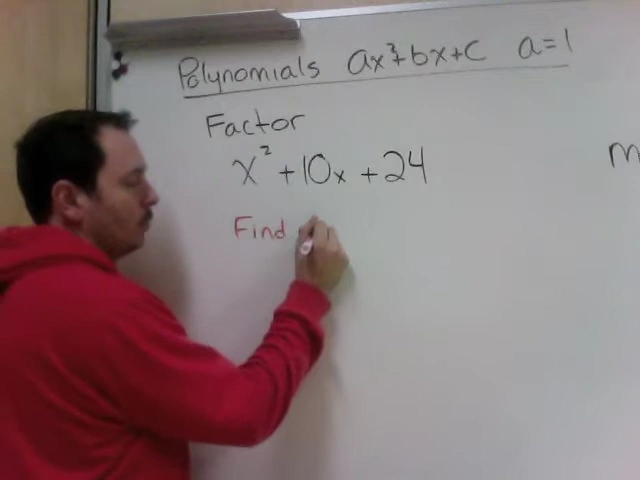 Polynomials ax²+bx+c a=1
Factor
x² +10x +24
Find
m